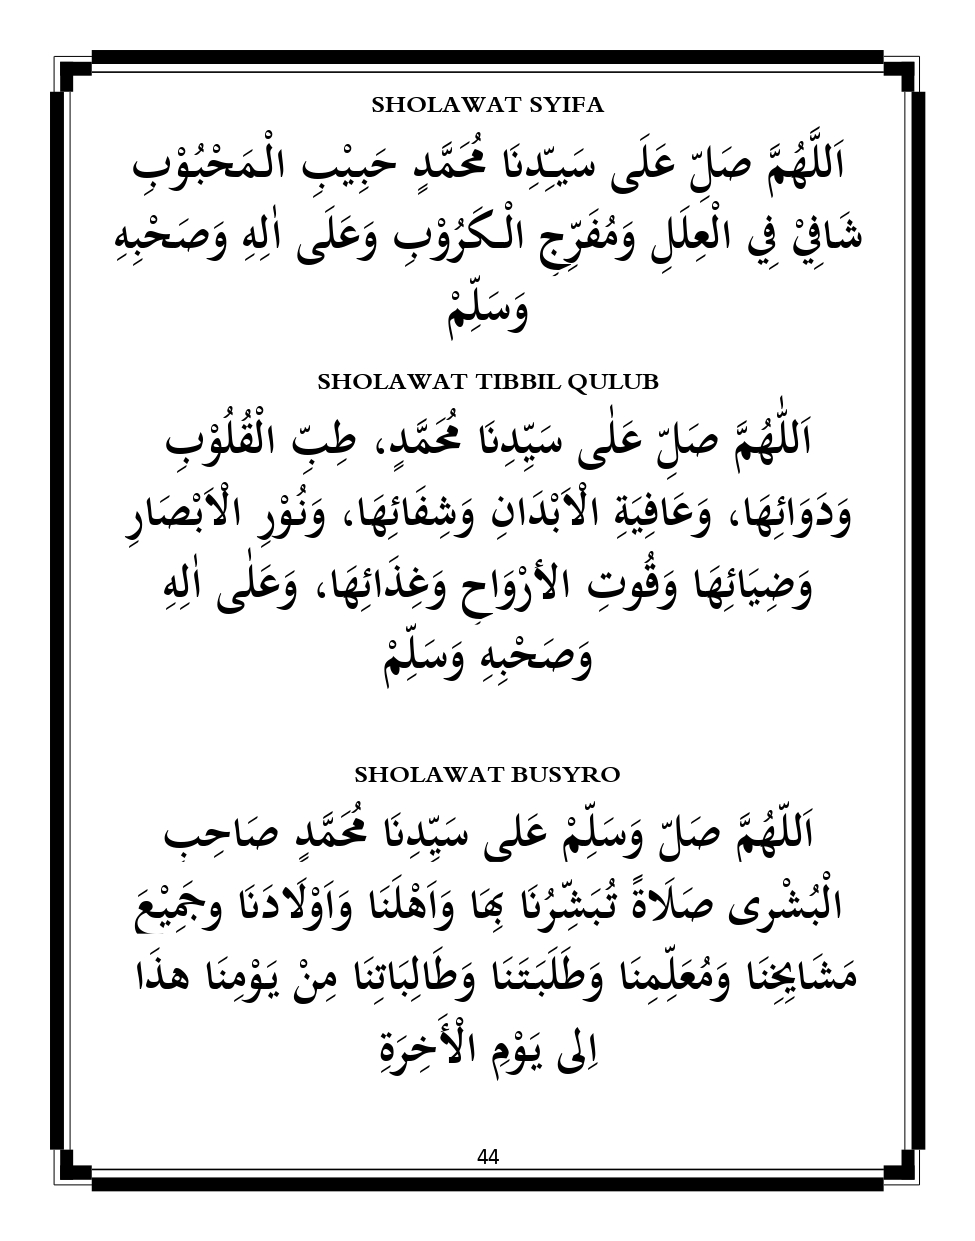 SHOLAWAT SYIFA
اَللَّهُمَّ صَلِّ عَلَى سَيِّدِنَا مُحَمَّدٍ حَبِيْبِ الْمَحْبُوْبِ
شَافِيْ فِي الْعِلَلِ وَمُفَرِّجِ الْكَرُوْبِ وَعَلَى اٰلِهِ وَصَحْبِهِ
وَسَلِّمْ
SHOLAWAT TIBBIL QULUB
اَللّٰهُمَّ صَلِّ عَلٰى سَيِّدِنَا مُحَمَّدٍ، طِبِّ الْقُلُوْبِ
وَدَوَائِهَا، وَعَافِيَةِ الْاَبْدَانِ وَشِفَائِهَا، وَنُوْرِ الْاَبْصَارِ
وَضِيَائِهَا وَقُوتِ الأرْوَاحِ وَغِذَائِهَا، وَعَلٰى اٰلِهِ
وَصَحْبِهِ وَسَلِّمْ
SHOLAWAT BUSYRO
اَللّهُمَّ صَلّ وَسَلِّمْ عَلى سَيِّدِنَا مُحَمَّدٍ صَاحِبِ
الْبُشْرى صَلَاةً تُبَشِّرُنَا بِهَا وَاَهْلَنَا وَاَوْلَادَنَا وجَمِيْعَ
مَشَايِخِنَا وَمُعَلِّمِنَا وَطَلَبَتَنَا وَطَالِبَاتِنَا مِنْ يَوْمِنَا هذَا
اِلى يَوْمِ الْأَخِرَةِ
44